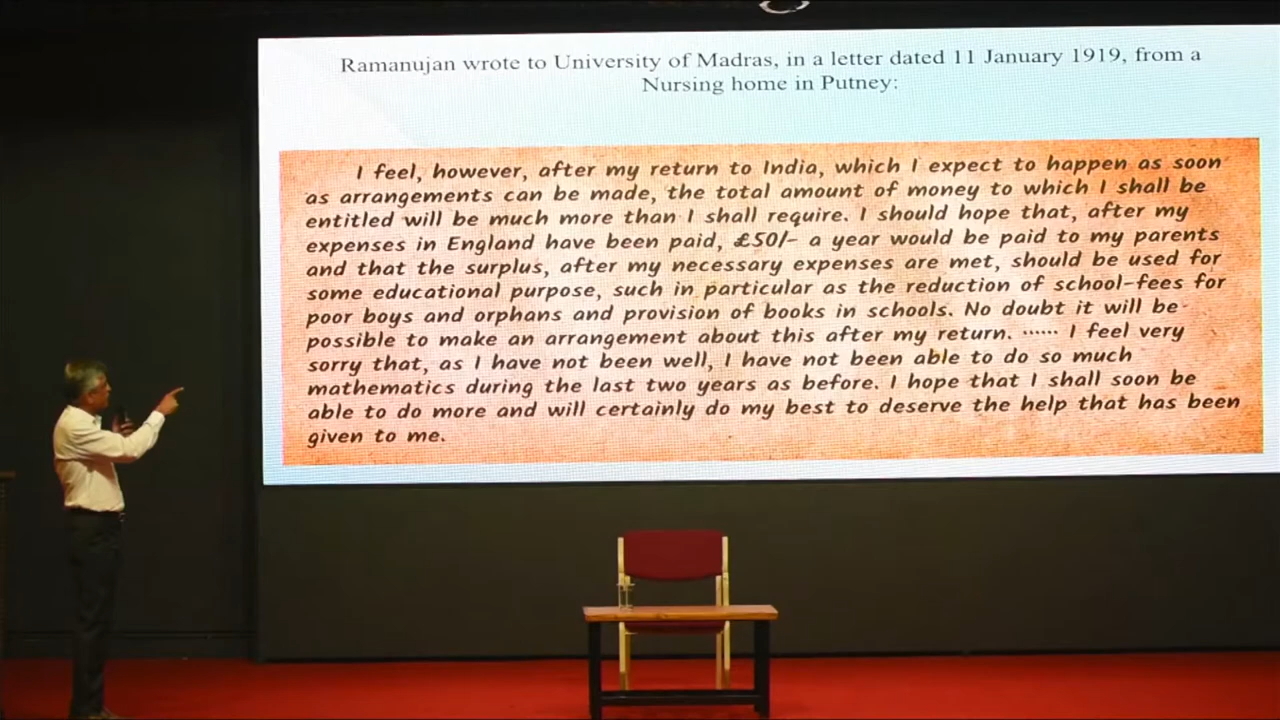 Ramanujan wrote to University of Madras, in a letter dated 11 January 1919, from a
Nursing home in Putney:
I feel, however, after my return to India, which I expect to happen as soon
as arrangements can be made, the total amount of money to which I shall be
entitled will be much more than I shall require. I should hope that, after my
expenses in England have been paid, £50/- a year would be paid to my parents
and that the surplus, after my necessary expenses are met, should be used for
some educational purpose, such in particular as the reduction of school-fees for
poor boys and orphans and provision of books in schools. No doubt it will be
possible to make an arrangement about this after my return. ...... I feel very
sorry that, as I have not been well, I have not been able to do so much
mathematics during the last two years as before. I hope that I shall soon be
able to do more and will certainly do my best to deserve the help that has been
given to me.